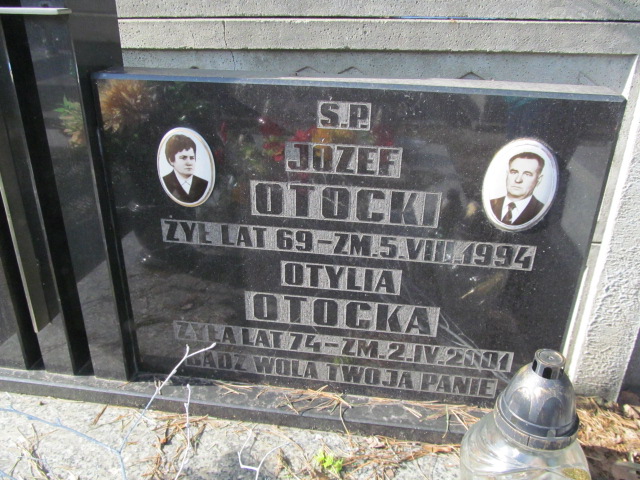 Ś.P.
JÓZEF
OTOCKI
ŻYŁ LAT 69-ZM.5.VIII.1994
OTYLIA
OTOCKA
ŻYŁA LAT 74-ZM.2.IV.2001
BĄDŹ WOLA TWOJA PANIE